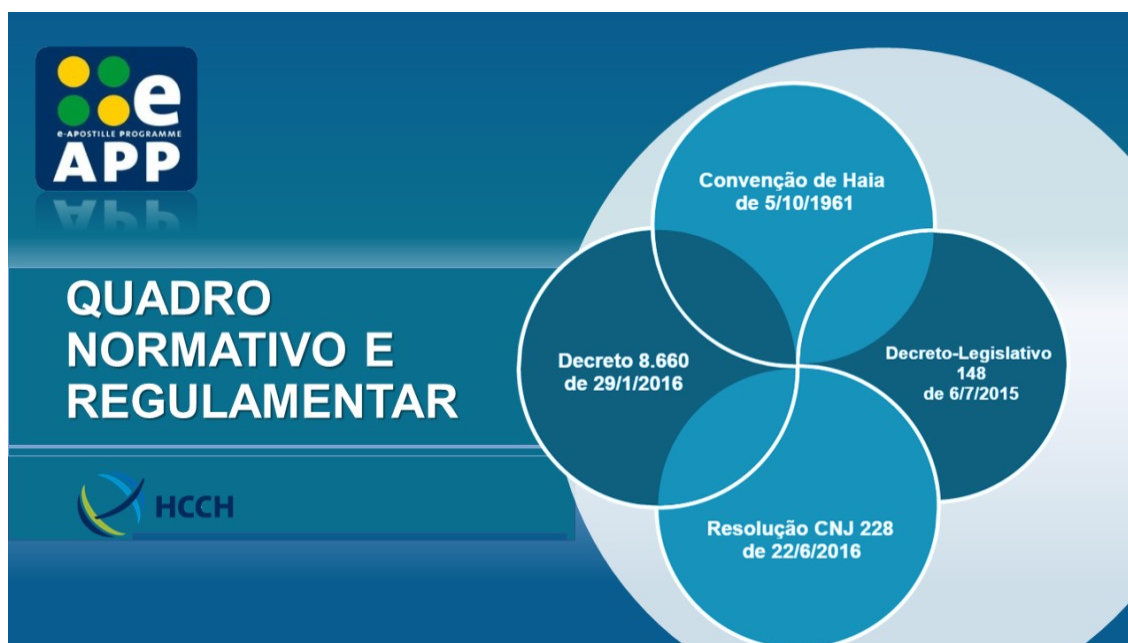 e
e-APOSTILLE PROGRAMME
APP
QUADRO
NORMATIVO E
REGULAMENTAR
HCCH
Convenção de Haia
de 5/10/1961
Decreto 8.660
de 29/1/2016
Decreto-Legislativo
148
de 6/7/2015
Resolução CNJ 228
de 22/6/2016